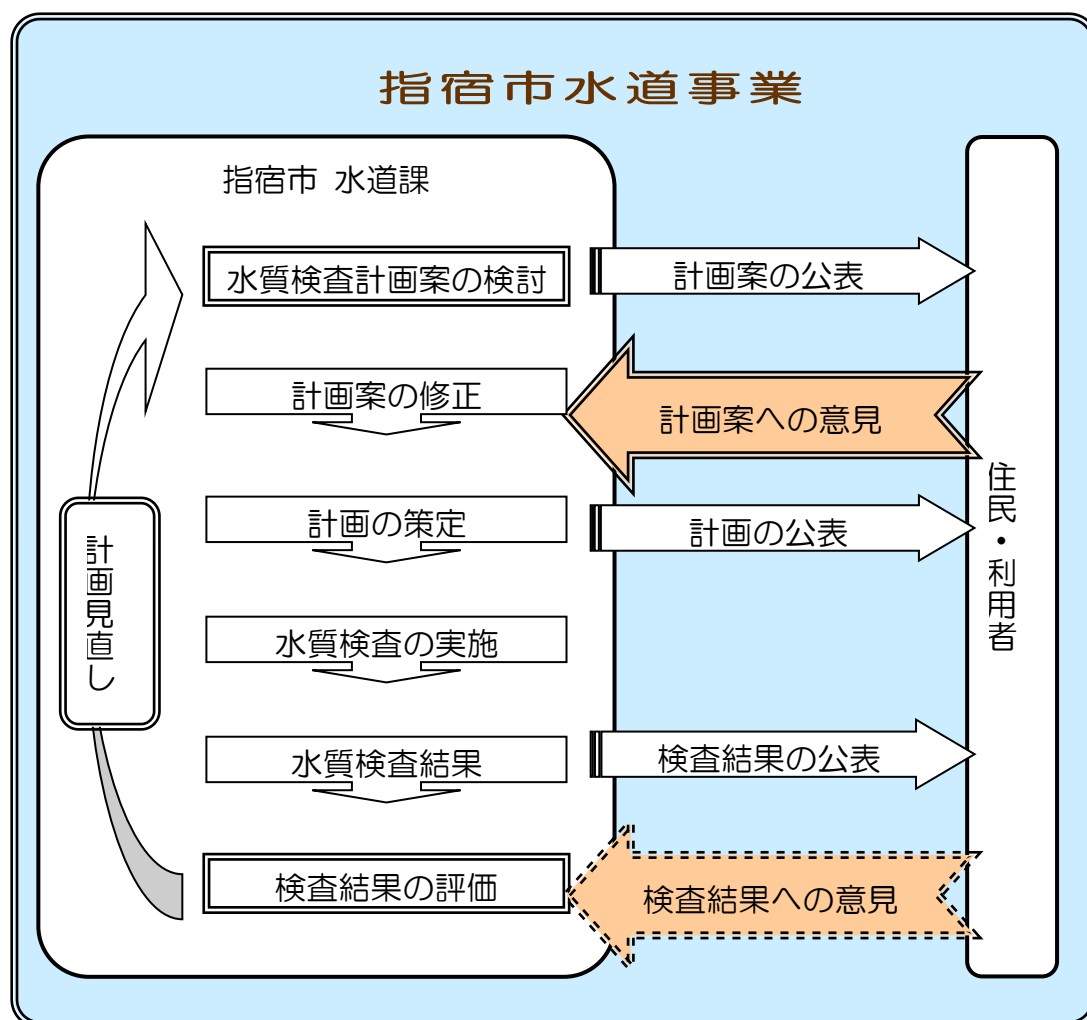 指宿市水道事業
指宿市 水道課
水質検査計画案の検討
計画案の公表
計画案の修正
計画案への意見
計画の策定
計画の公表
水質検査の実施
水質検査結果
検査結果の公表
検査結果の評価
検査結果への意見
計画見直し
住民・利用者